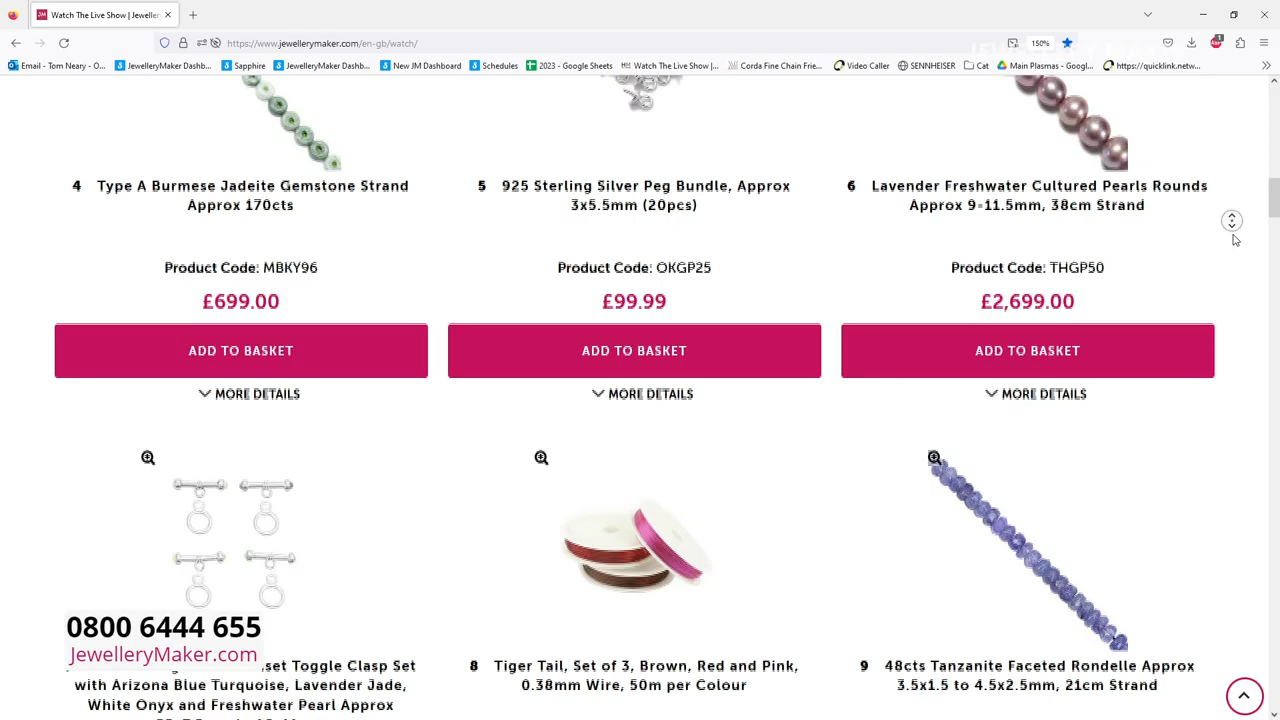 Watch The Live Show | Jeweller
https://www.jewellerymaker.com/en-gb/watch/
150%
Email - Tom Neary - O...
JewelleryMaker Dashb...
Sapphire
JewelleryMaker Dashb...
New JM Dashboard
Schedules
2023 - Google Sheets
Watch The Live Show |...
Corda Fine Chain Frie...
Video Caller
SENNHEISER
Cat
Main Plasmas - Googl...
https://quicklink.netw...
4 Type A Burmese Jadeite Gemstone Strand
Approx 170cts
Product Code: MBKY96
£699.00
ADD TO BASKET
MORE DETAILS
5 925 Sterling Silver Peg Bundle, Approx
3x5.5mm (20pcs)
Product Code: OKGP25
£99.99
ADD TO BASKET
MORE DETAILS
6 Lavender Freshwater Cultured Pearls Rounds
Approx 9-11.5mm, 38cm Strand
Product Code: THGP50
£2,699.00
ADD TO BASKET
MORE DETAILS
0800 6444 655
JewelleryMaker.com
set Toggle Clasp Set
with Arizona Blue Turquoise, Lavender Jade,
White Onyx and Freshwater Pearl Approx
8 Tiger Tail, Set of 3, Brown, Red and Pink,
0.38mm Wire, 50m per Colour
9 48cts Tanzanite Faceted Rondelle Approx
3.5x1.5 to 4.5x2.5mm, 21cm Strand